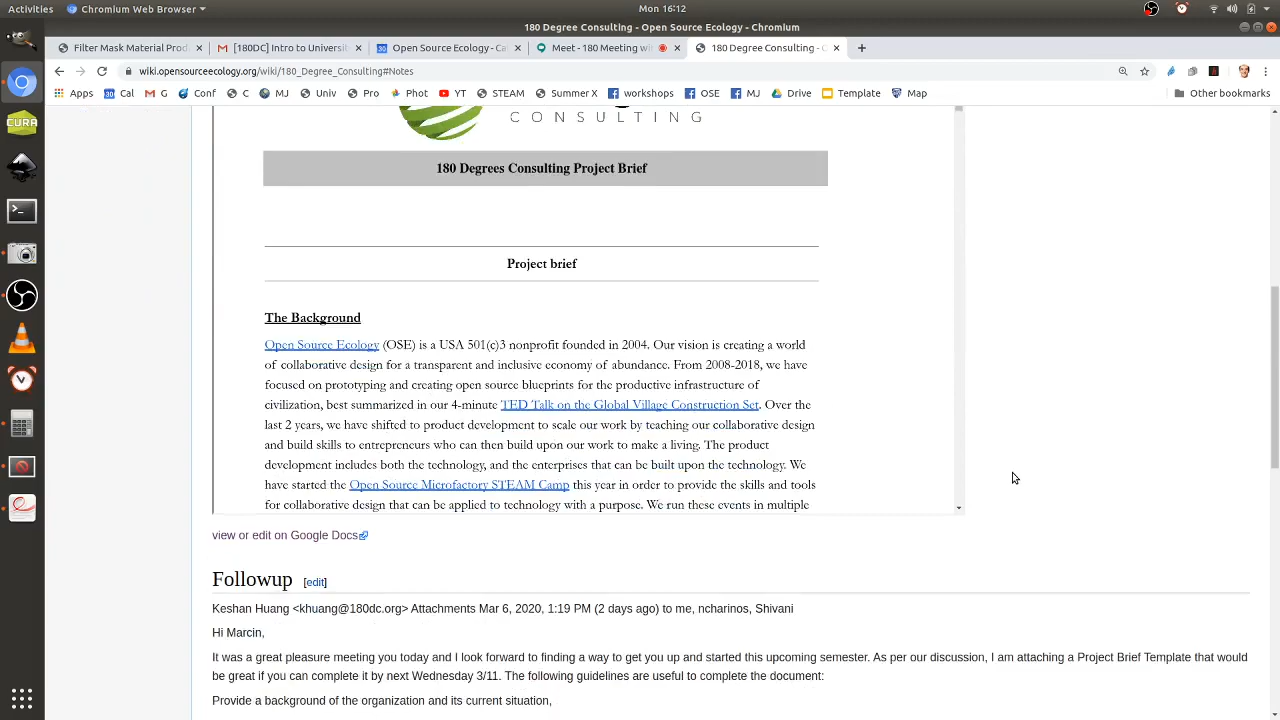 Activities
Chromium Web Browser
Mon 16:12
180 Degree Consulting - Open Source Ecology - Chromium
Filter Mask Material Prod
[180DC] Intro to Universit
Open Source Ecology - Ca
Meet - 180 Meeting wit
180 Degree Consulting - C
wiki.opensourceecology.org/wiki/180_Degree_Consulting#Notes
Apps
Cal
G
Conf
C
MJ
Univ
Pro
Phot
YT
STEAM
Summer X
workshops
OSE
MJ
Drive
Template
Map
Other bookmarks
CURA
CONSULTING
180 Degrees Consulting Project Brief
Project brief
The Background
Open Source Ecology (OSE) is a USA 501(c)3 nonprofit founded in 2004. Our vision is creating a world
of collaborative design for a transparent and inclusive economy of abundance. From 2008-2018, we have
focused on prototyping and creating open source blueprints for the productive infrastructure of
civilization, best summarized in our 4-minute TED Talk on the Global Village Construction Set. Over the
last 2 years, we have shifted to product development to scale our work by teaching our collaborative design
and build skills to entrepreneurs who can then build upon our work to make a living. The product
development includes both the technology, and the enterprises that can be built upon the technology. We
have started the Open Source Microfactory STEAM Camp this year in order to provide the skills and tools
for collaborative design that can be applied to technology with a purpose. We run these events in multiple
view or edit on Google Docs
Followup [edit]
Keshan Huang <khuang@180dc.org> Attachments Mar 6, 2020, 1:19 PM (2 days ago) to me, ncharinos, Shivani
Hi Marcin,
It was a great pleasure meeting you today and I look forward to finding a way to get you up and started this upcoming semester. As per our discussion, I am attaching a Project Brief Template that would
be great if you can complete it by next Wednesday 3/11. The following guidelines are useful to complete the document:
Provide a background of the organization and its current situation,